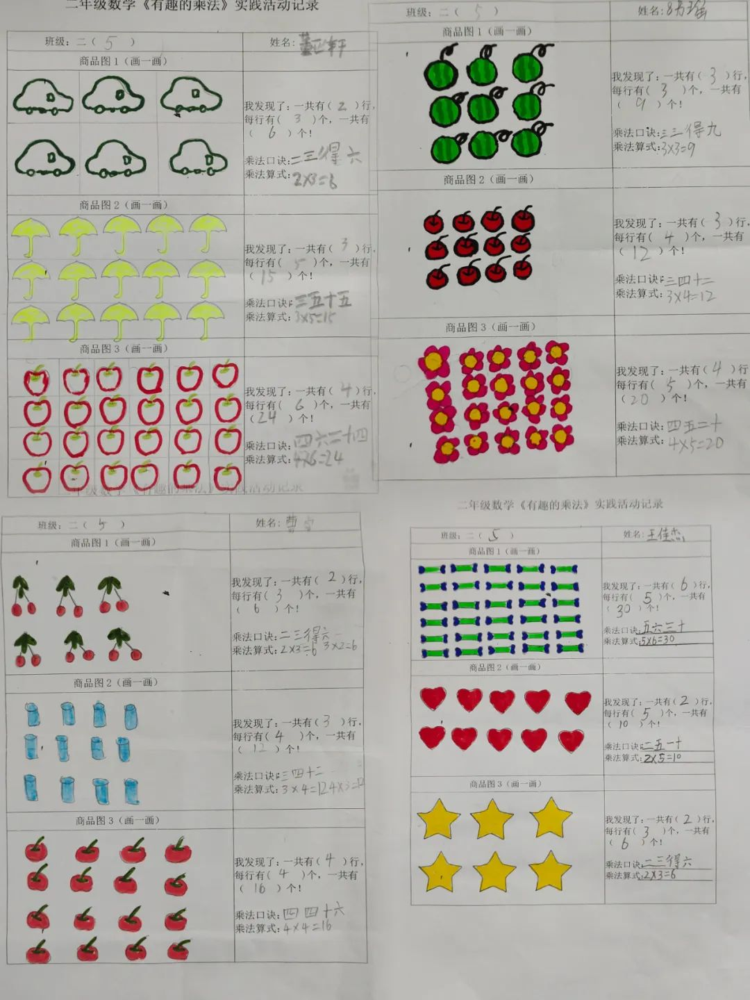 二年级数学《有趣的乘法》实践活动记录
班级：二（ 5 ） 姓名：董正轩
商品图1（画一画）
我发现了：一共有（ 2 ）行，
每行有（ 3 ）个，一共有
（ 6 ）个！
乘法口诀：二三得六
乘法算式：2×3=6
商品图2（画一画）
我发现了：一共有（ 3 ）行，
每行有（ 5 ）个，一共有
（ 15 ）个！
乘法口诀：三五十五
乘法算式：3×5=15
商品图3（画一画）
我发现了：一共有（ 4 ）行，
每行有（ 6 ）个，一共有
（ 24 ）个！
乘法口诀：四六二十四
乘法算式：4×6=24
班级：二（ 5 ） 姓名：
商品图1（画一画）
我发现了：一共有（ 3 ）行，
每行有（ 3 ）个，一共有
（ 9 ）个！
乘法口诀：三三得九
乘法算式：3×3=9
商品图2（画一画）
我发现了：一共有（ 3 ）行，
每行有（ 4 ）个，一共有
（ 12 ）个！
乘法口诀：三四十二
乘法算式：3×4=12
商品图3（画一画）
我发现了：一共有（ 4 ）行，
每行有（ 5 ）个，一共有
（ 20 ）个！
乘法口诀：四五二十
乘法算式：4×5=20
二年级数学《有趣的乘法》实践活动记录
班级：二（ 5 ） 姓名：曹
商品图1（画一画）
我发现了：一共有（ 2 ）行，
每行有（ 3 ）个，一共有
（ 6 ）个！
乘法口诀：二三得六
乘法算式：2×3=6 3×2=6
商品图2（画一画）
我发现了：一共有（ 3 ）行，
每行有（ 4 ）个，一共有
（ 12 ）个！
乘法口诀：三四十二
乘法算式：3×4=12 4×3=12
商品图3（画一画）
我发现了：一共有（ 4 ）行，
每行有（ 4 ）个，一共有
（ 16 ）个！
乘法口诀：四四十六
乘法算式：4×4=16
二年级数学《有趣的乘法》实践活动记录
班级：二（ 5 ） 姓名：王佳杰
商品图1（画一画）
我发现了：一共有（ 6 ）行，
每行有（ 5 ）个，一共有
（ 30 ）个！
乘法口诀：五六三十
乘法算式：5×6=30
商品图2（画一画）
我发现了：一共有（ 2 ）行，
每行有（ 5 ）个，一共有
（ 10 ）个！
乘法口诀：二五一十
乘法算式：2×5=10
商品图3（画一画）
我发现了：一共有（ 2 ）行，
每行有（ 3 ）个，一共有
（ 6 ）个！
乘法口诀：二三得六
乘法算式：2×3=6